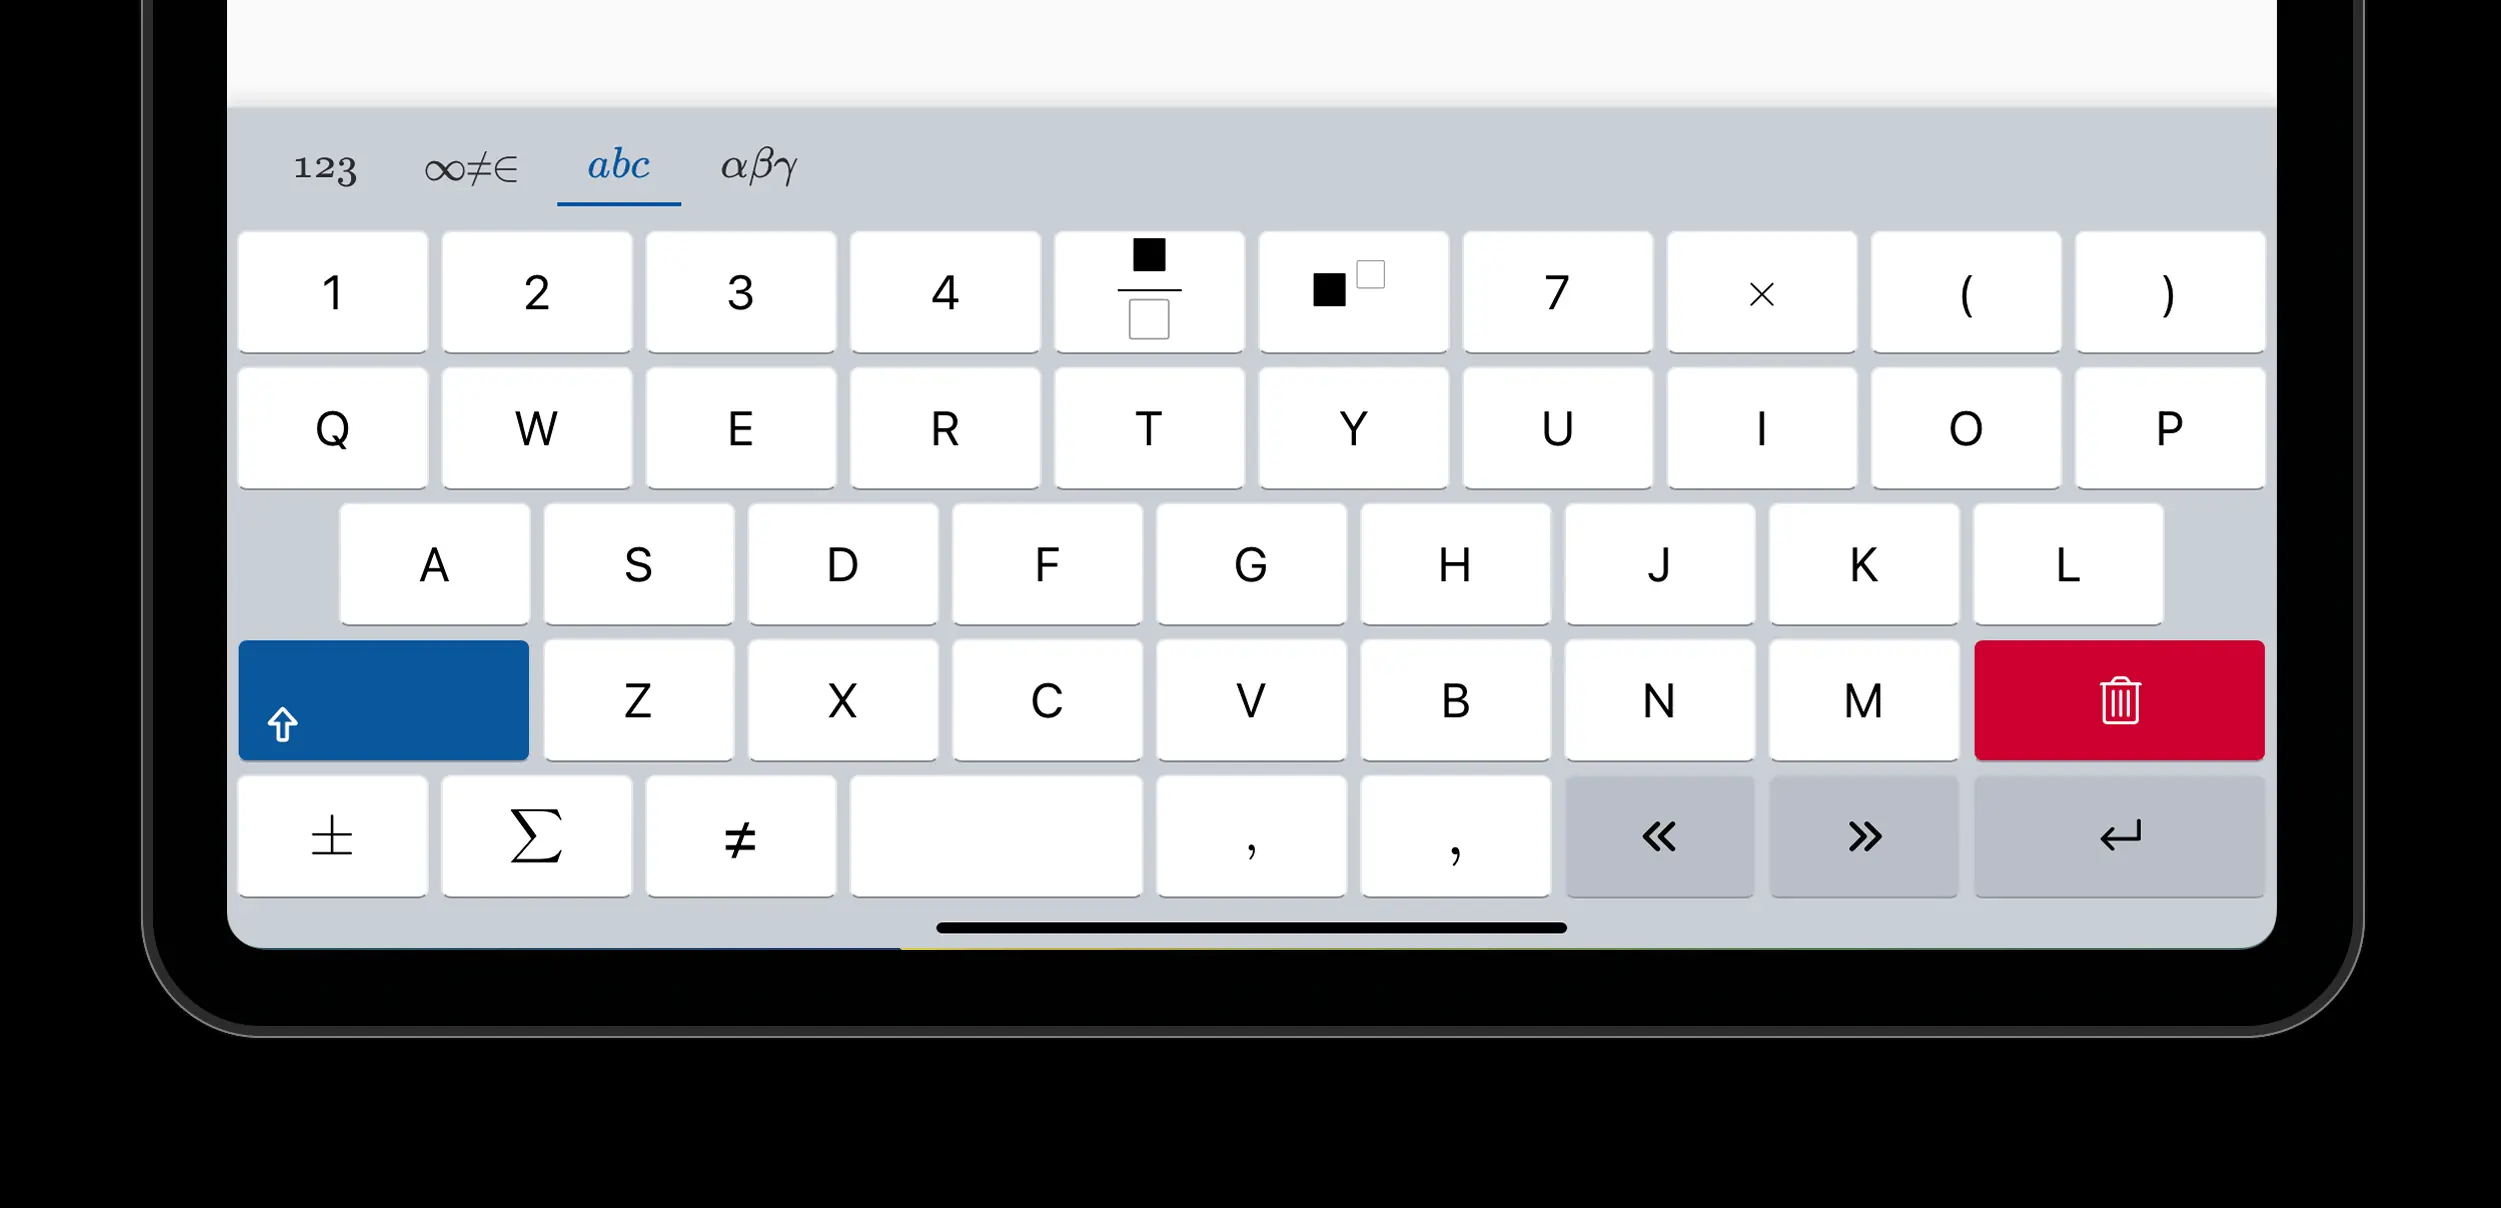 123 ∞≠∈ abc αβγ
1 2 3 4 7 × ( )
Q W E R T Y U I O P
A S D F G H J K L
Z X C V B N M
± ∑ ≠ , , « »